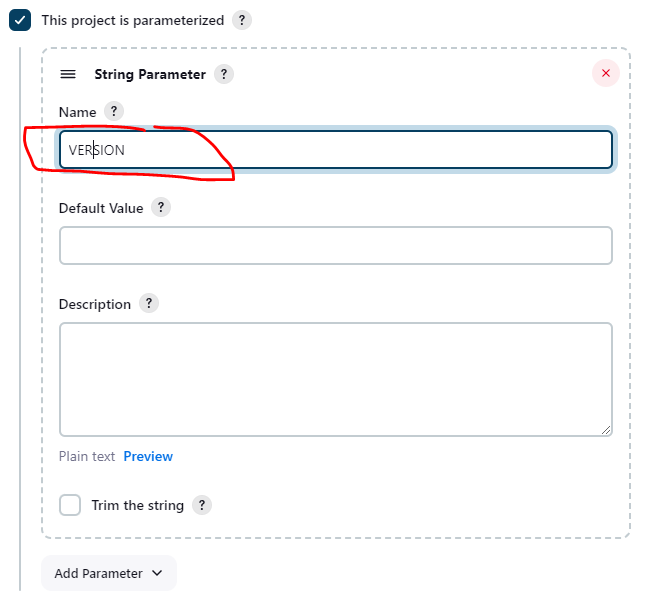 This project is parameterized ?
String Parameter ?
Name ?
VERSION
Default Value ?
Description ?
Plain text Preview
Trim the string ?
Add Parameter